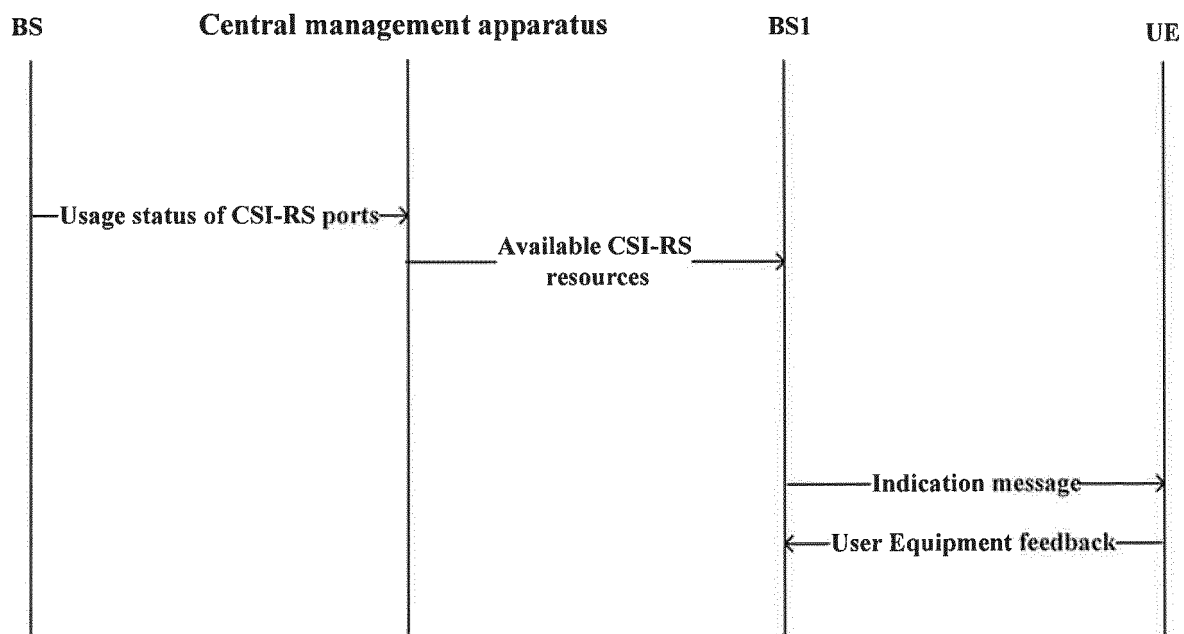 BS
Central management apparatus
BS1
UE
Usage status of CSI-RS ports
Available CSI-RS
resources
Indication message
User Equipment feedback